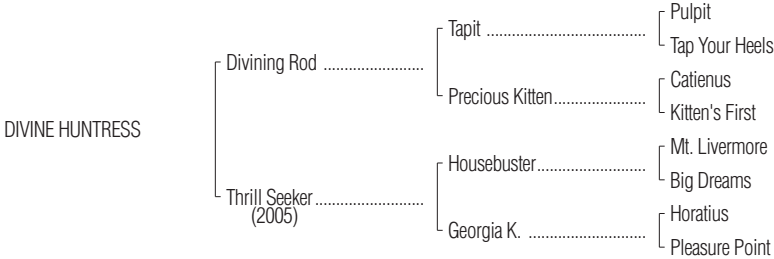 Pulpit
Tapit ..................................
Tap Your Heels
Divining Rod .......................
Catienus
Precious Kitten.......................
Kitten's First
DIVINE HUNTRESS
Mt. Livermore
Housebuster..........................
Big Dreams
Thrill Seeker .........................
(2005)
Horatius
Georgia K. ...........................
Pleasure Point